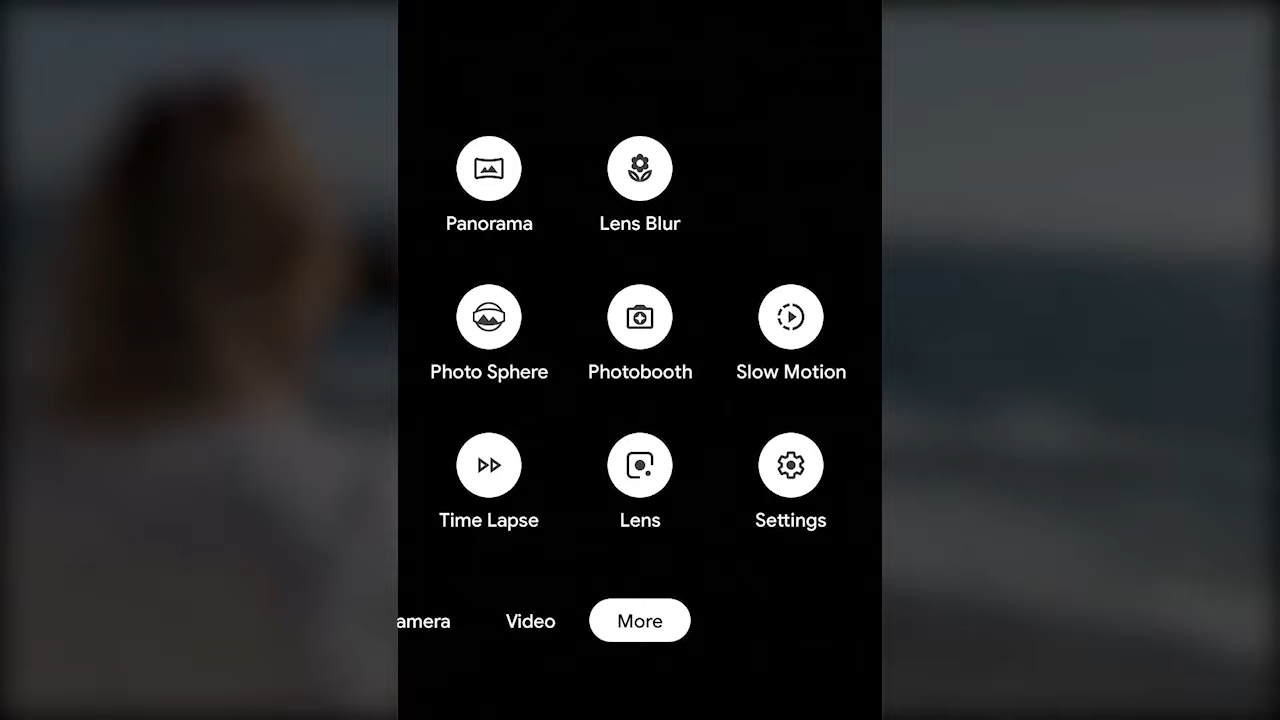 Panorama Lens Blur
Photo Sphere Photobooth Slow Motion
Time Lapse Lens Settings
amera Video More